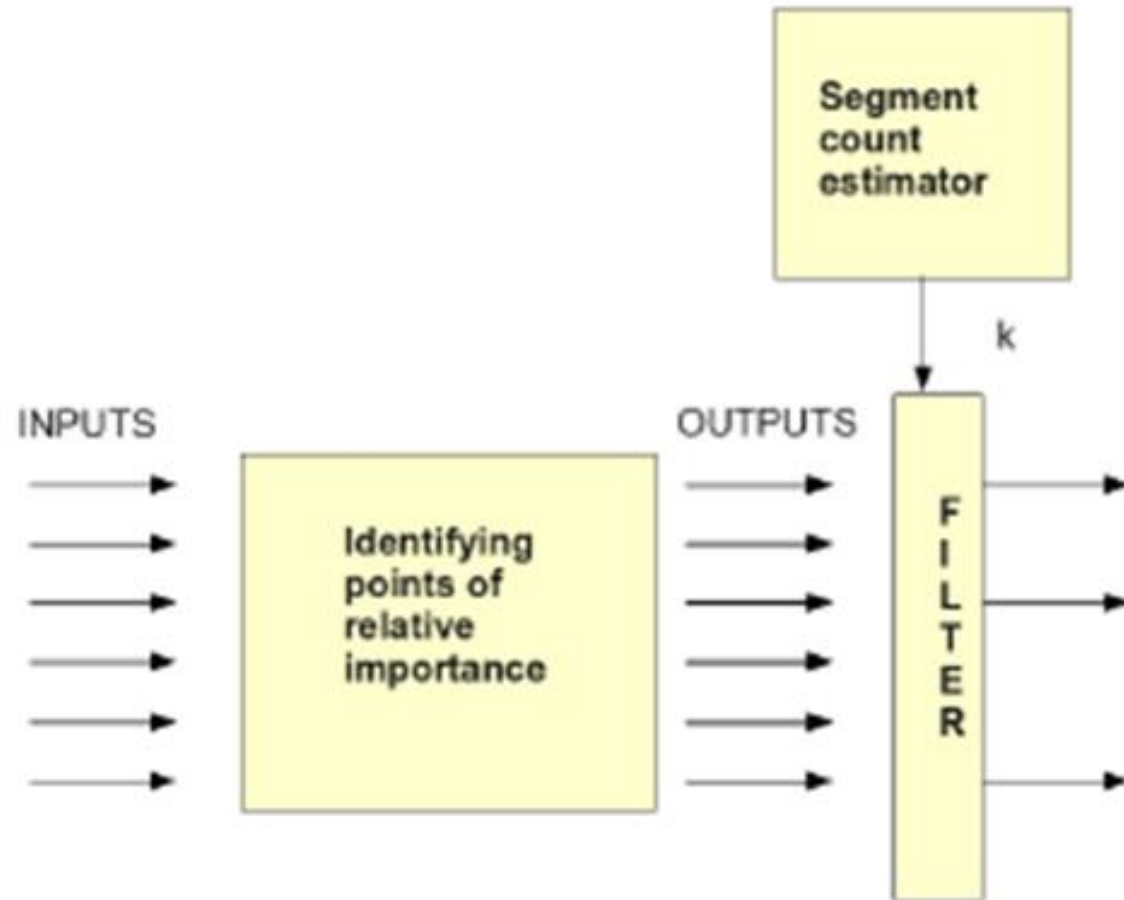 Segment
count
estimator
k
INPUTS
OUTPUTS
Identifying
points of
relative
importance
F
I
L
T
E
R